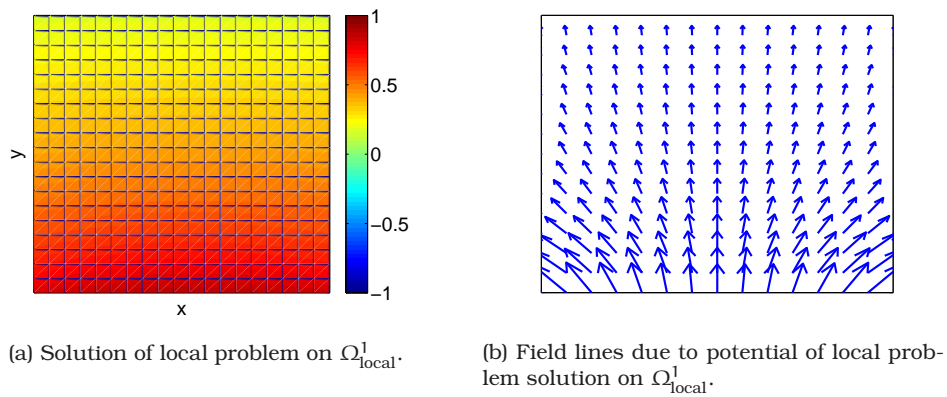 1
0.5
0
−0.5
−1
y
x
(a) Solution of local problem on Ω¹local.
(b) Field lines due to potential of local prob-
lem solution on Ω¹local.